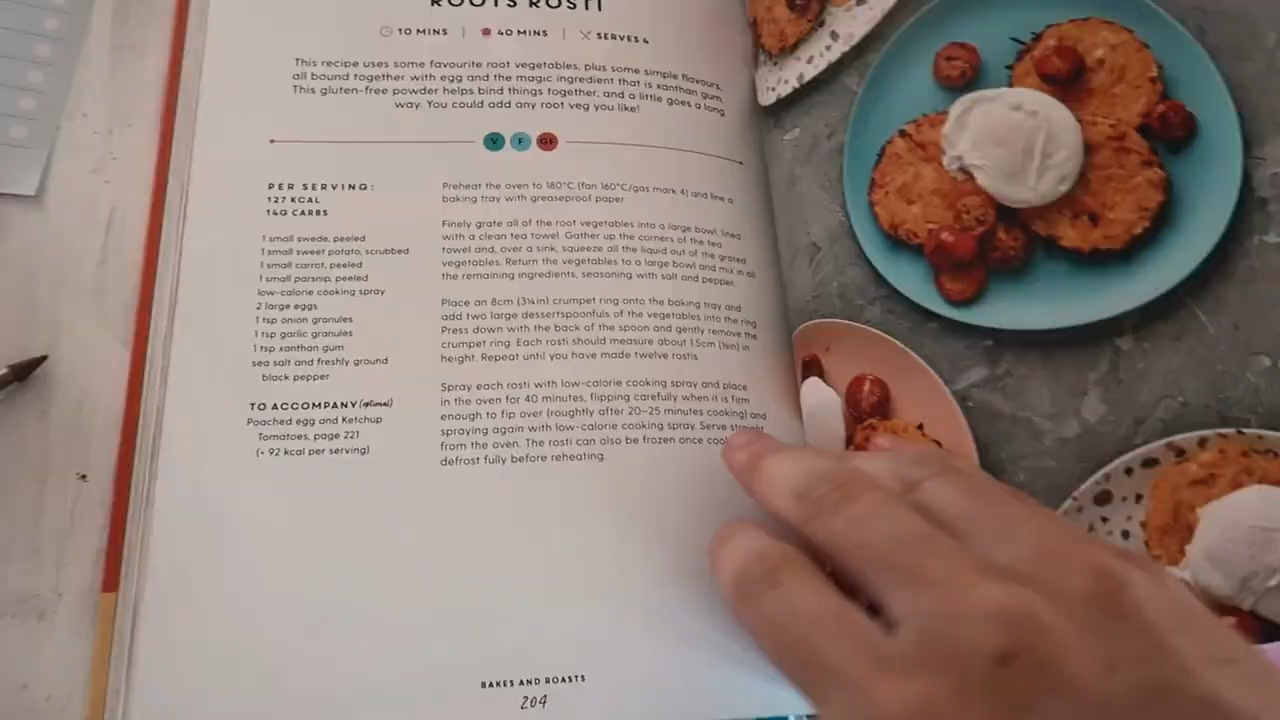 ROOTS ROSTI
10 MINS | 40 MINS | SERVES 4
This recipe uses some favourite root vegetables, plus some simple flavours,
all bound together with egg and the magic ingredient that is xanthan gum.
This gluten-free powder helps bind things together, and a little goes a long
way. You could add any root veg you like!
V F GF
PER SERVING:
127 KCAL
14G CARBS
1 small swede, peeled
1 small sweet potato, scrubbed
1 small carrot, peeled
1 small parsnip, peeled
low-calorie cooking spray
2 large eggs
1 tsp onion granules
1 tsp garlic granules
1 tsp xanthan gum
sea salt and freshly ground
black pepper
TO ACCOMPANY (optional)
Poached egg and Ketchup
Tomatoes, page 221
(+ 92 kcal per serving)
Preheat the oven to 180°C (fan 160°C/gas mark 4) and line a
baking tray with greaseproof paper.
Finely grate all of the root vegetables into a large bowl, lined
with a clean tea towel. Gather up the corners of the tea
towel and, over a sink, squeeze all the liquid out of the grated
vegetables. Return the vegetables to a large bowl and mix in all
the remaining ingredients, seasoning with salt and pepper.
Place an 8cm (3¼in) crumpet ring onto the baking tray and
add two large dessertspoonfuls of the vegetables into the ring.
Press down with the back of the spoon and gently remove the
crumpet ring. Each rosti should measure about 1.5cm (½in) in
height. Repeat until you have made twelve rostis.
Spray each rosti with low-calorie cooking spray and place
in the oven for 40 minutes, flipping carefully when it is firm
enough to fip over (roughtly after 20–25 minutes cooking) and
spraying again with low-calorie cooking spray. Serve straight
from the oven. The rosti can also be frozen once
defrost fully before reheating.
BAKES AND ROASTS
204